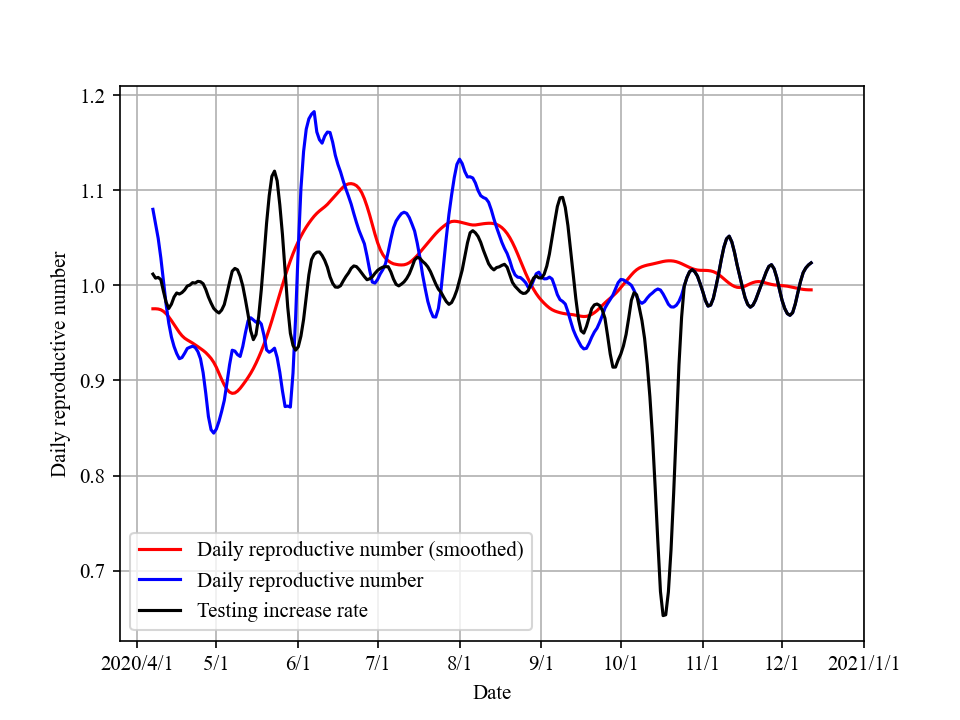 1.2
1.1
1.0
0.9
0.8
0.7
Daily reproductive number
Daily reproductive number (smoothed)
Daily reproductive number
Testing increase rate
2020/4/1 5/1 6/1 7/1 8/1 9/1 10/1 11/1 12/1 2021/1/1
Date